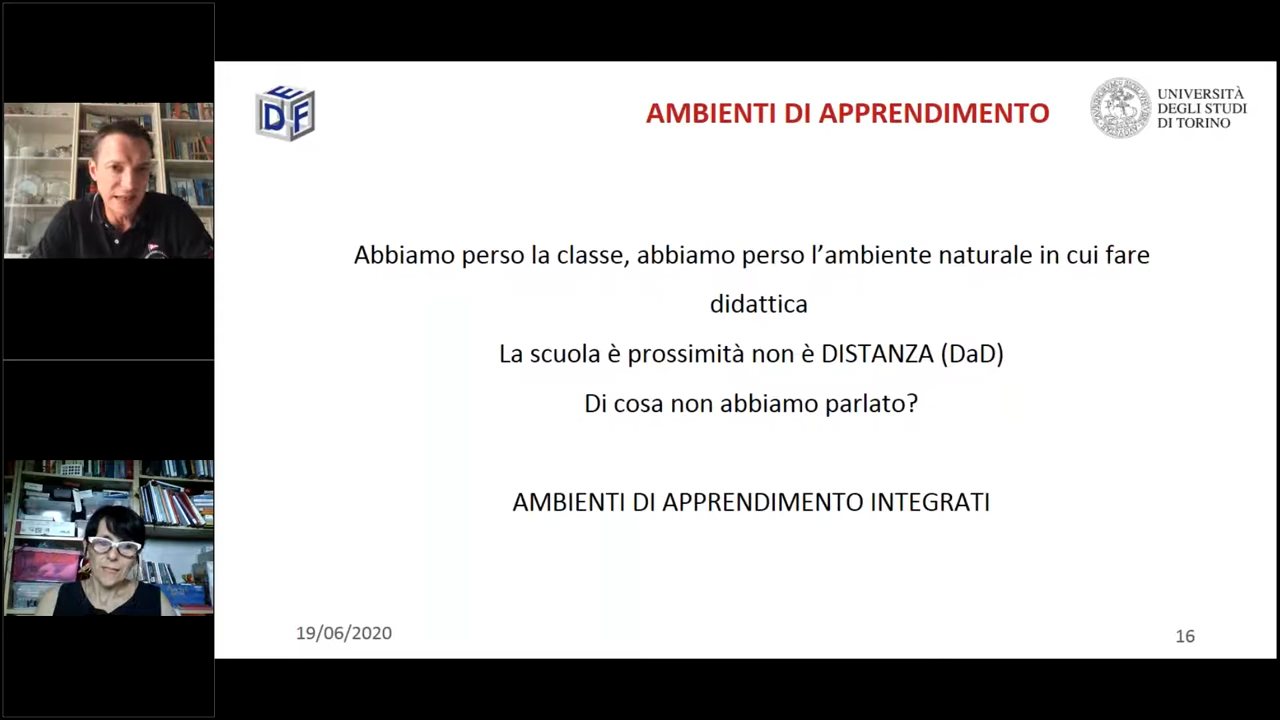 DEF
AMBIENTI DI APPRENDIMENTO
UNIVERSITÀ
DEGLI STUDI
DI TORINO
Abbiamo perso la classe, abbiamo perso l’ambiente naturale in cui fare
didattica
La scuola è prossimità non è DISTANZA (DaD)
Di cosa non abbiamo parlato?
AMBIENTI DI APPRENDIMENTO INTEGRATI
19/06/2020
16